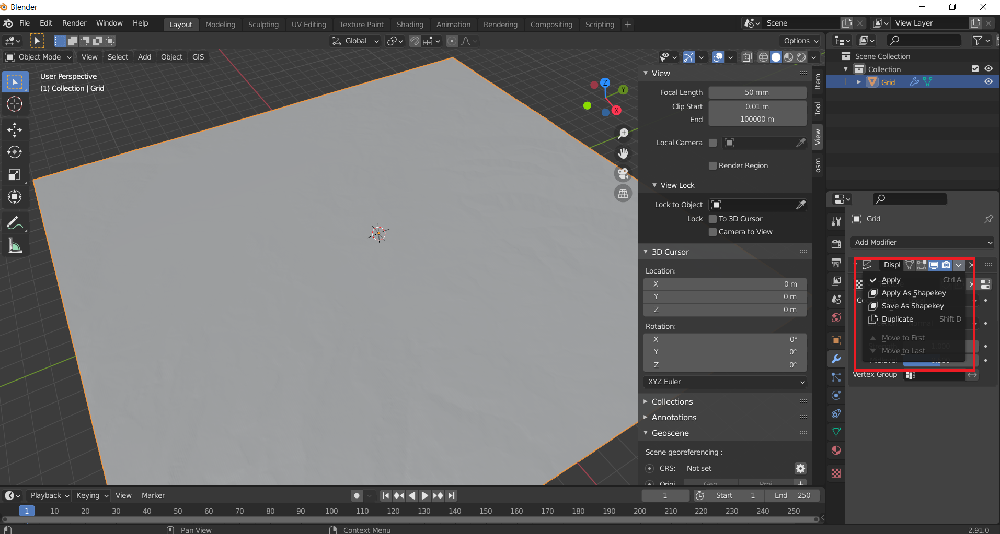 Blender
File Edit Render Window Help Layout Modeling Sculpting UV Editing Texture Paint Shading Animation Rendering Compositing Scripting + Scene View Layer
Global Options
Object Mode View Select Add Object GIS
User Perspective
(1) Collection | Grid
Z
Y
X
View
Focal Length 50 mm
Clip Start 0.01 m
End 100000 m
Local Camera
Render Region
View Lock
Lock to Object
Lock To 3D Cursor
Camera to View
3D Cursor
Location:
X 0 m
Y 0 m
Z 0 m
Rotation:
X 0°
Y 0°
Z 0°
XYZ Euler
Collections
Annotations
Geoscene
Scene georeferencing :
CRS: Not set
Origi Geo Proj +
Item
Tool
View
osm
Scene Collection
Collection
Grid
Grid
Add Modifier
Displ
Apply Ctrl A
Apply As Shapekey
Save As Shapekey
Duplicate Shift D
Move to First
Move to Last
Normal
Strength 1.000
Midlevel 0.500
Vertex Group
Playback Keying View Marker 1 Start 1 End 250
1 10 20 30 40 50 60 70 80 90 100 110 120 130 140 150 160 170 180 190 200 210 220 230 240 250
Pan View Context Menu 2.91.0